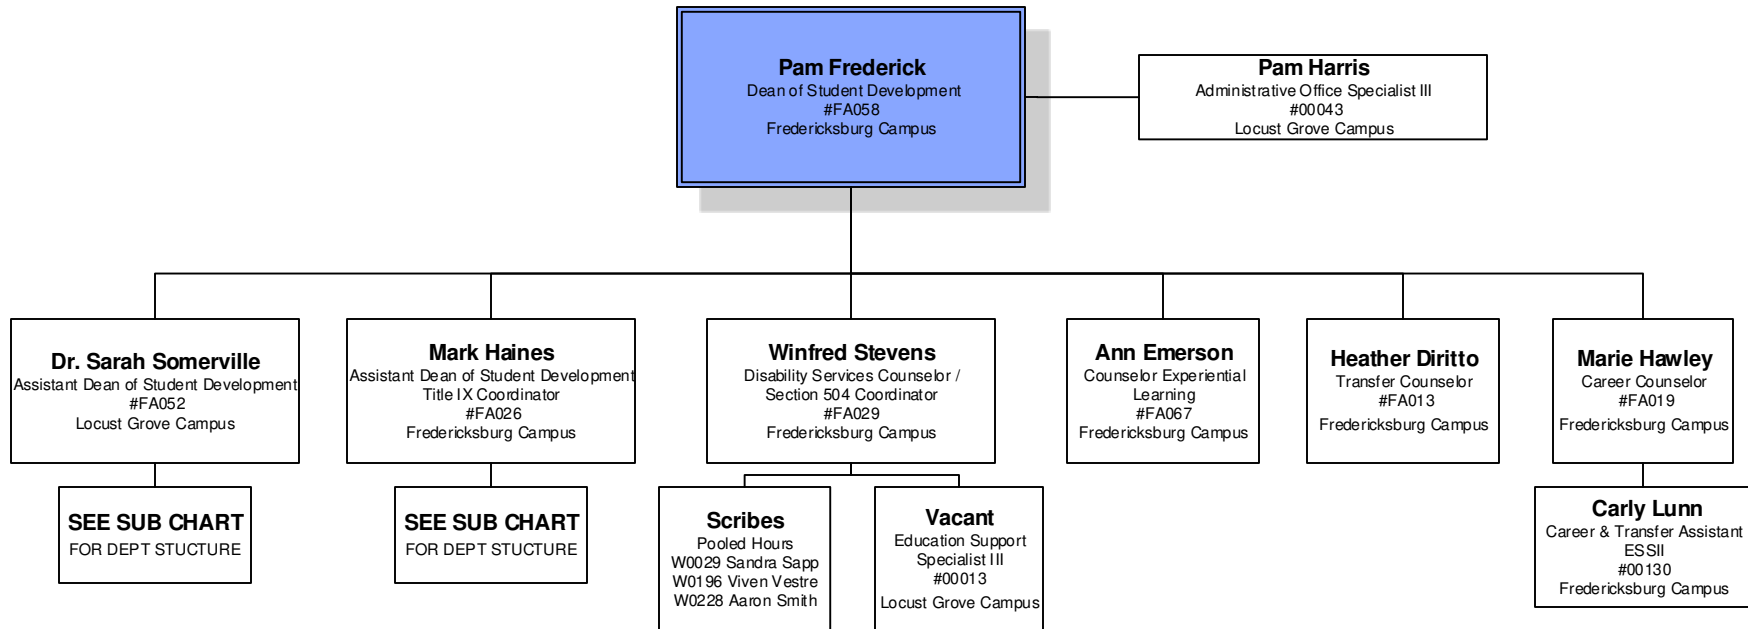 Pam Frederick
Dean of Student Development
#FA058
Fredericksburg Campus
Pam Harris
Administrative Office Specialist III
#00043
Locust Grove Campus
Dr. Sarah Somerville
Assistant Dean of Student Development
#FA052
Locust Grove Campus
Mark Haines
Assistant Dean of Student Development
Title IX Coordinator
#FA026
Fredericksburg Campus
Winfred Stevens
Disability Services Counselor /
Section 504 Coordinator
#FA029
Fredericksburg Campus
Ann Emerson
Counselor Experiential
Learning
#FA067
Fredericksburg Campus
Heather Diritto
Transfer Counselor
#FA013
Fredericksburg Campus
Marie Hawley
Career Counselor
#FA019
Fredericksburg Campus
SEE SUB CHART
FOR DEPT STUCTURE
SEE SUB CHART
FOR DEPT STUCTURE
Scribes
Pooled Hours
W0029 Sandra Sapp
W0196 Viven Vestre
W0228 Aaron Smith
Vacant
Education Support
Specialist III
#00013
Locust Grove Campus
Carly Lunn
Career & Transfer Assistant
ESSII
#00130
Fredericksburg Campus